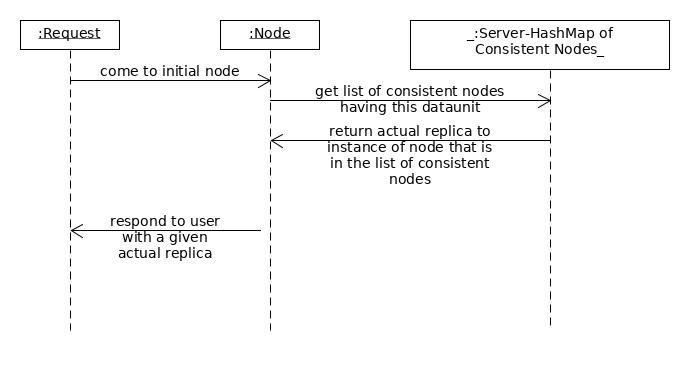 :Request
:Node
_:Server-HashMap of
Consistent Nodes_
come to initial node
get list of consistent nodes
having this dataunit
return actual replica to
instance of node that is
in the list of consistent
nodes
respond to user
with a given
actual replica